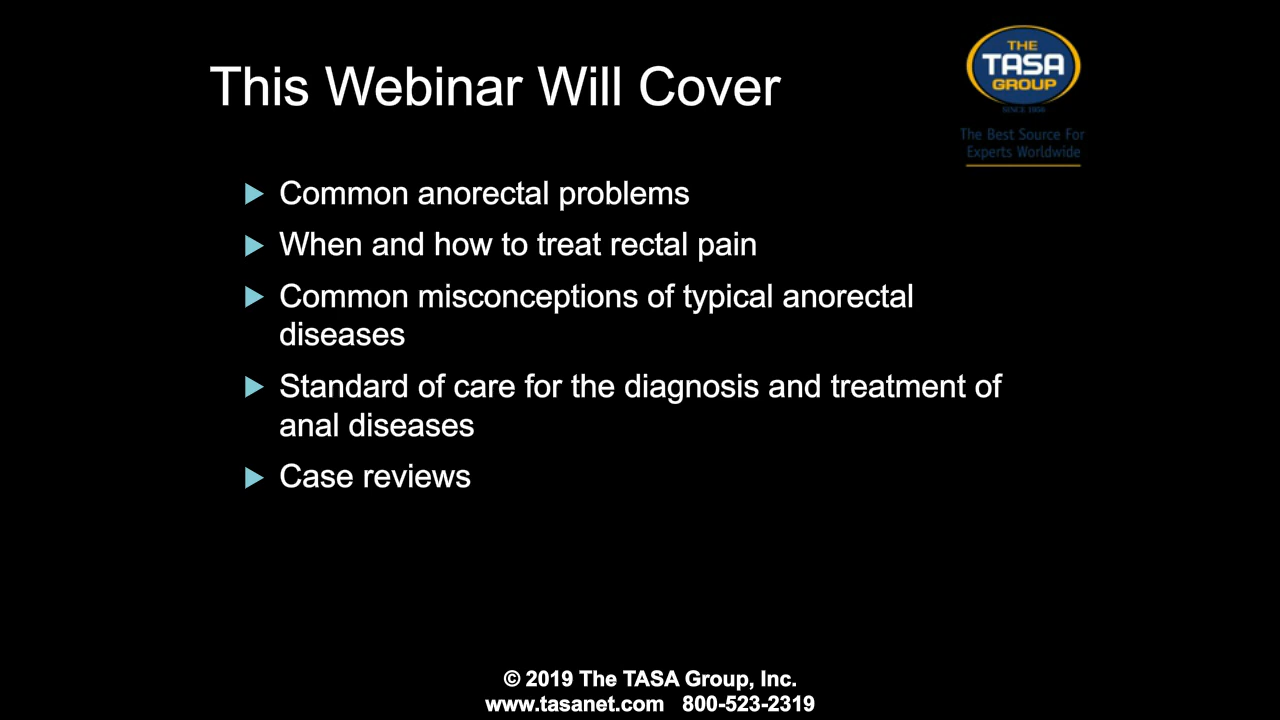 This Webinar Will Cover
THE
TASA
GROUP
SINCE 1956
The Best Source For
Experts Worldwide
Common anorectal problems
When and how to treat rectal pain
Common misconceptions of typical anorectal
diseases
Standard of care for the diagnosis and treatment of
anal diseases
Case reviews
© 2019 The TASA Group, Inc.
www.tasanet.com 800-523-2319